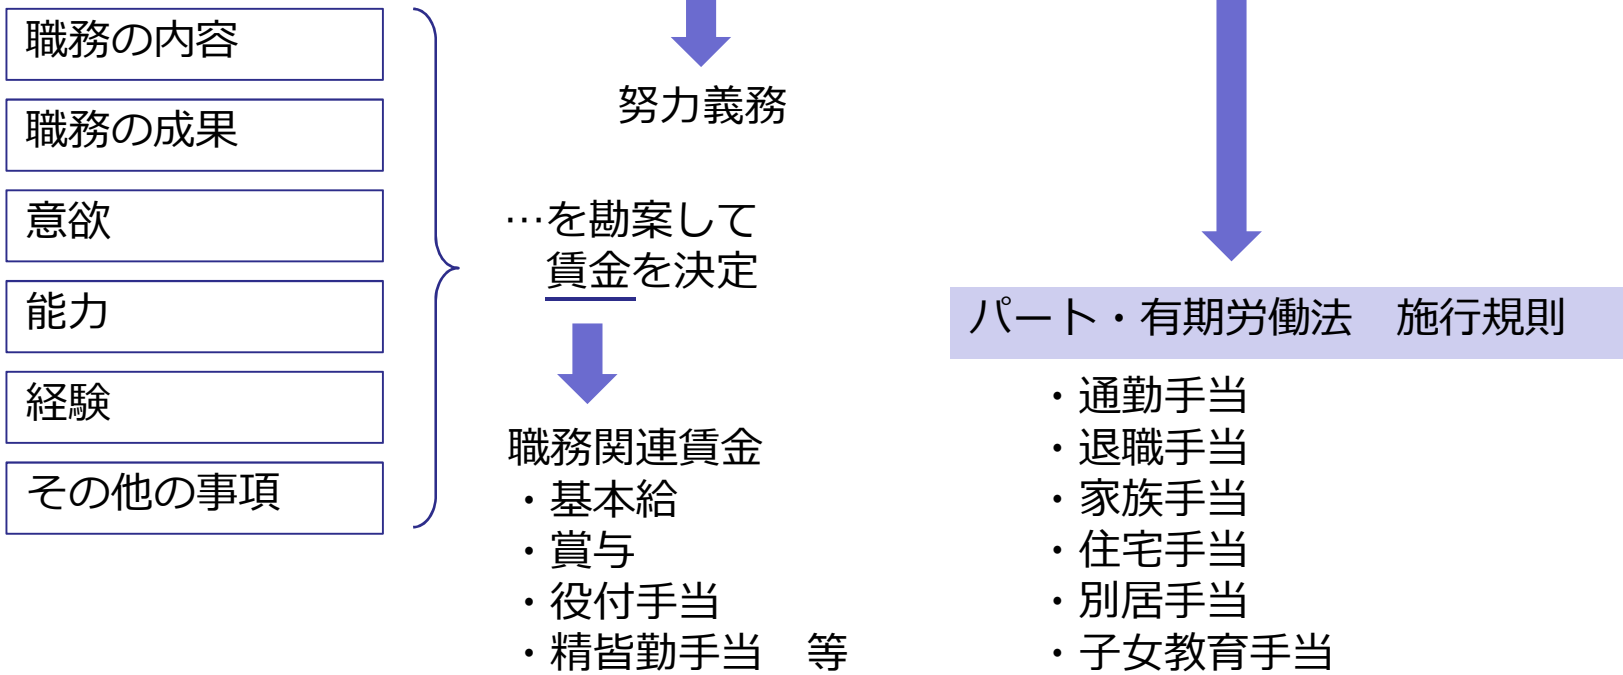 職務の内容
職務の成果
意欲
能力
経験
その他の事項
努力義務
…を勘案して
賃金を決定
職務関連賃金
・基本給
・賞与
・役付手当
・精皆勤手当　等
パート・有期労働法　施行規則
・通勤手当
・退職手当
・家族手当
・住宅手当
・別居手当
・子女教育手当